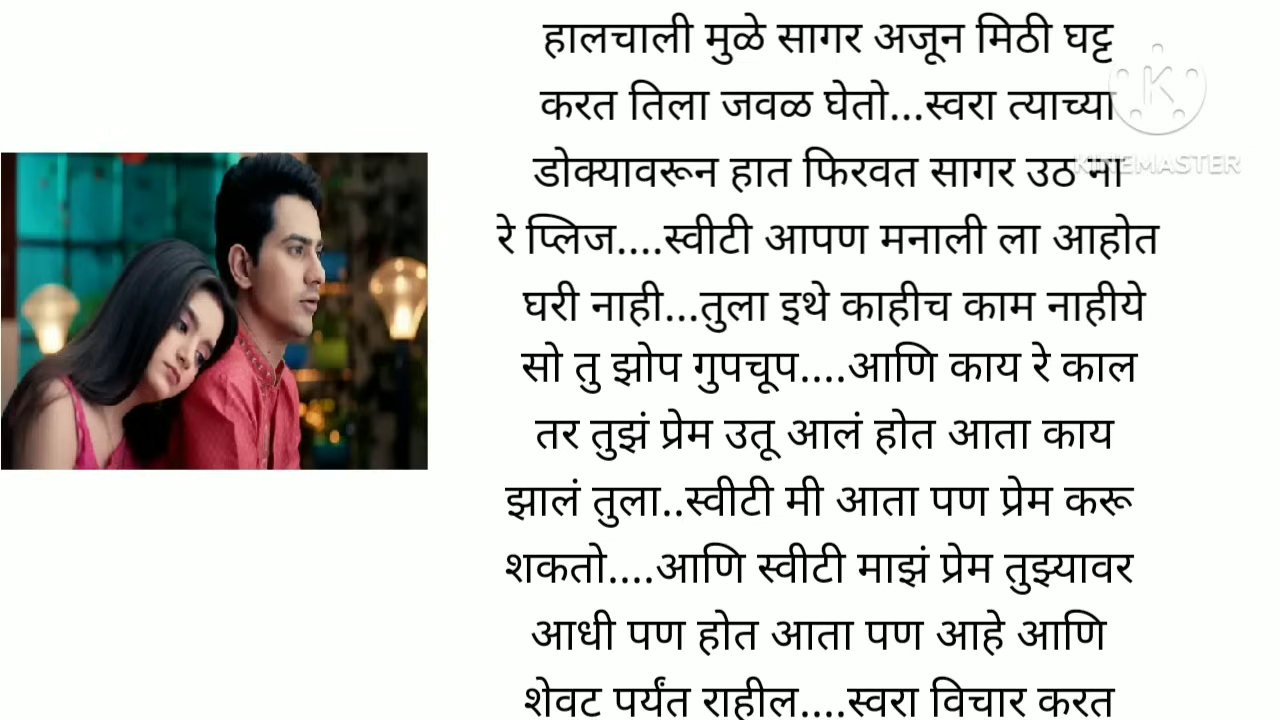 हालचाली मुळे सागर अजून मिठी घट्ट
करत तिला जवळ घेतो...स्वरा त्याच्या
डोक्यावरून हात फिरवत सागर उठ ना
रे प्लिज....स्वीटी आपण मनाली ला आहोत
घरी नाही...तुला इथे काहीच काम नाहीये
सो तु झोप गुपचूप....आणि काय रे काल
तर तुझं प्रेम उतू आलं होत आता काय
झालं तुला..स्वीटी मी आता पण प्रेम करू
शकतो....आणि स्वीटी माझं प्रेम तुझ्यावर
आधी पण होत आता पण आहे आणि
शेवट पर्यंत राहील....स्वरा विचार करत
K
KINEMASTER